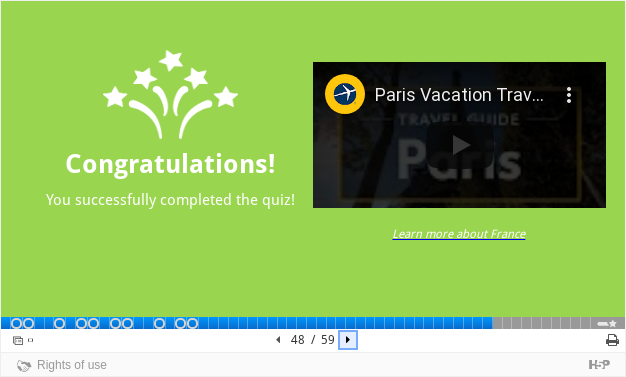 Congratulations!
You successfully completed the quiz!
Paris Vacation Trav...
TRAVEL GUIDE
Paris
Learn more about France
48 / 59
Rights of use
H5P